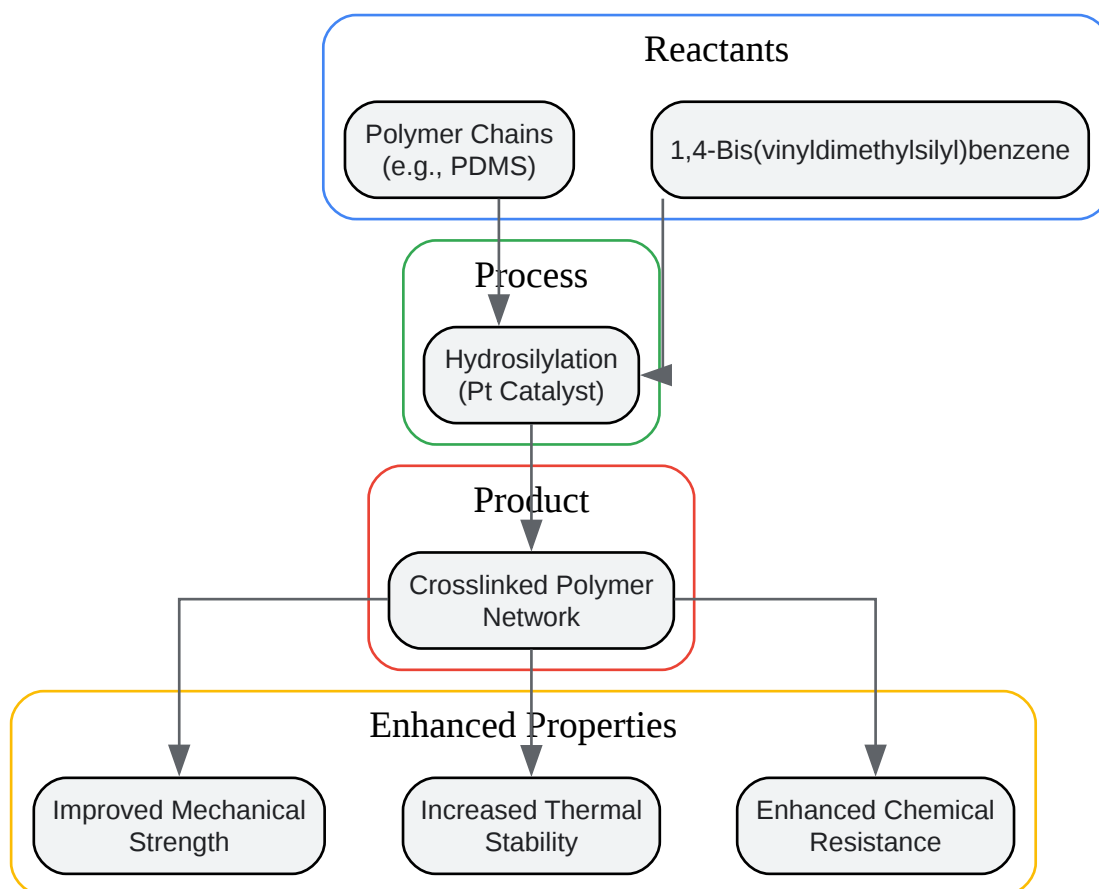 Reactants
Polymer Chains
(e.g., PDMS)
1,4-Bis(vinyldimethylsilyl)benzene
Process
Hydrosilylation
(Pt Catalyst)
Product
Crosslinked Polymer
Network
Enhanced Properties
Improved Mechanical
Strength
Increased Thermal
Stability
Enhanced Chemical
Resistance